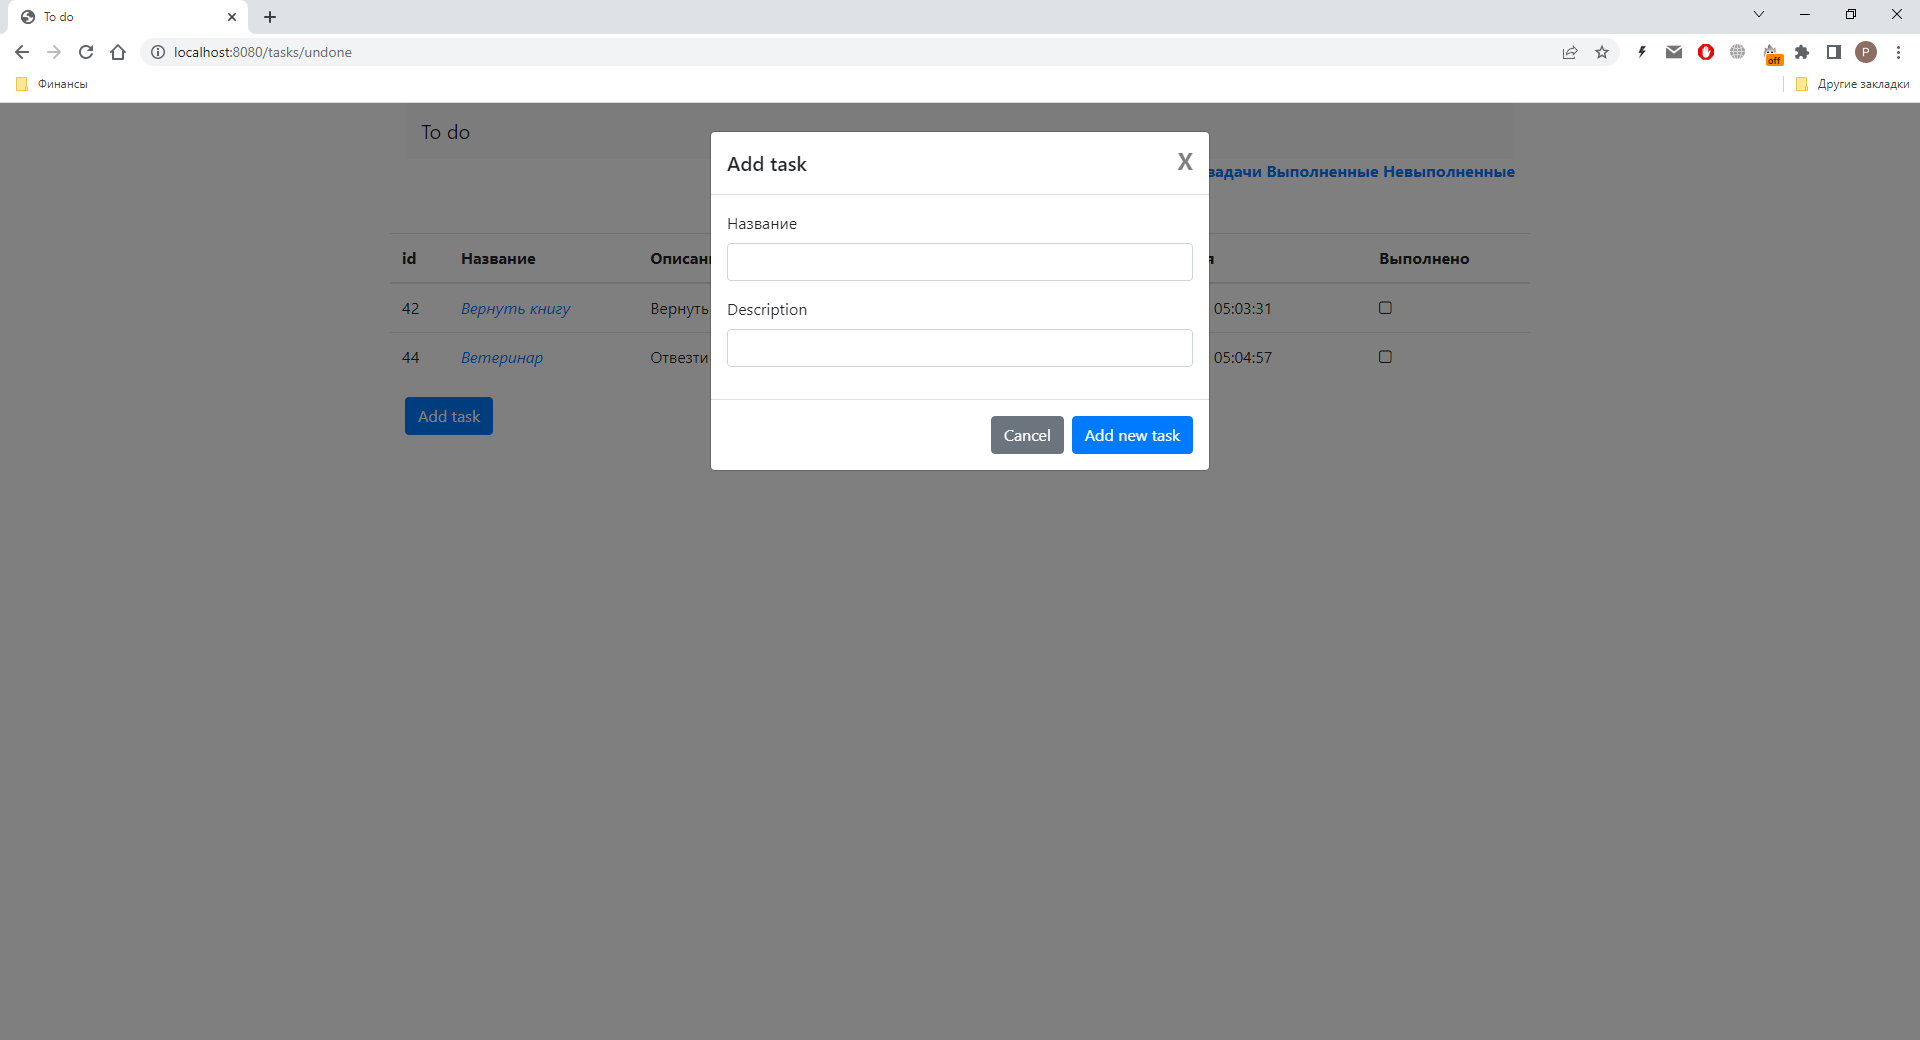 To do
localhost:8080/tasks/undone
off
P
Финансы
Другие закладки
To do
Add task
X
задачи Выполненные Невыполненные
Название
id Название Выполнено
Description
42 Вернуть книгу Вернуть 05:03:31
44 Ветеринар Отвезти 05:04:57
Add task
Cancel Add new task